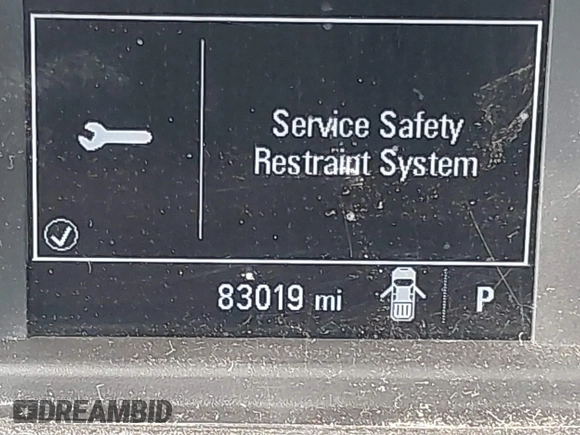 Service Safety
Restraint System
83019 mi
P
DREAMBID